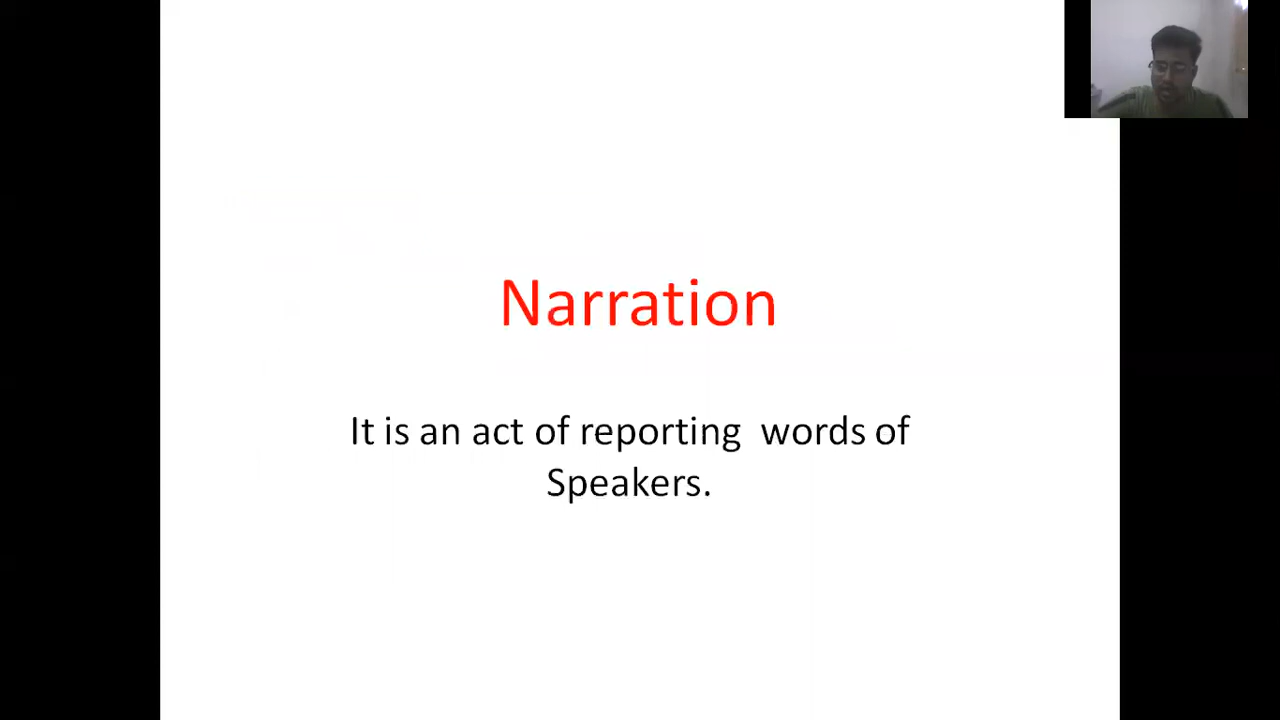 Narration
It is an act of reporting  words of
Speakers.